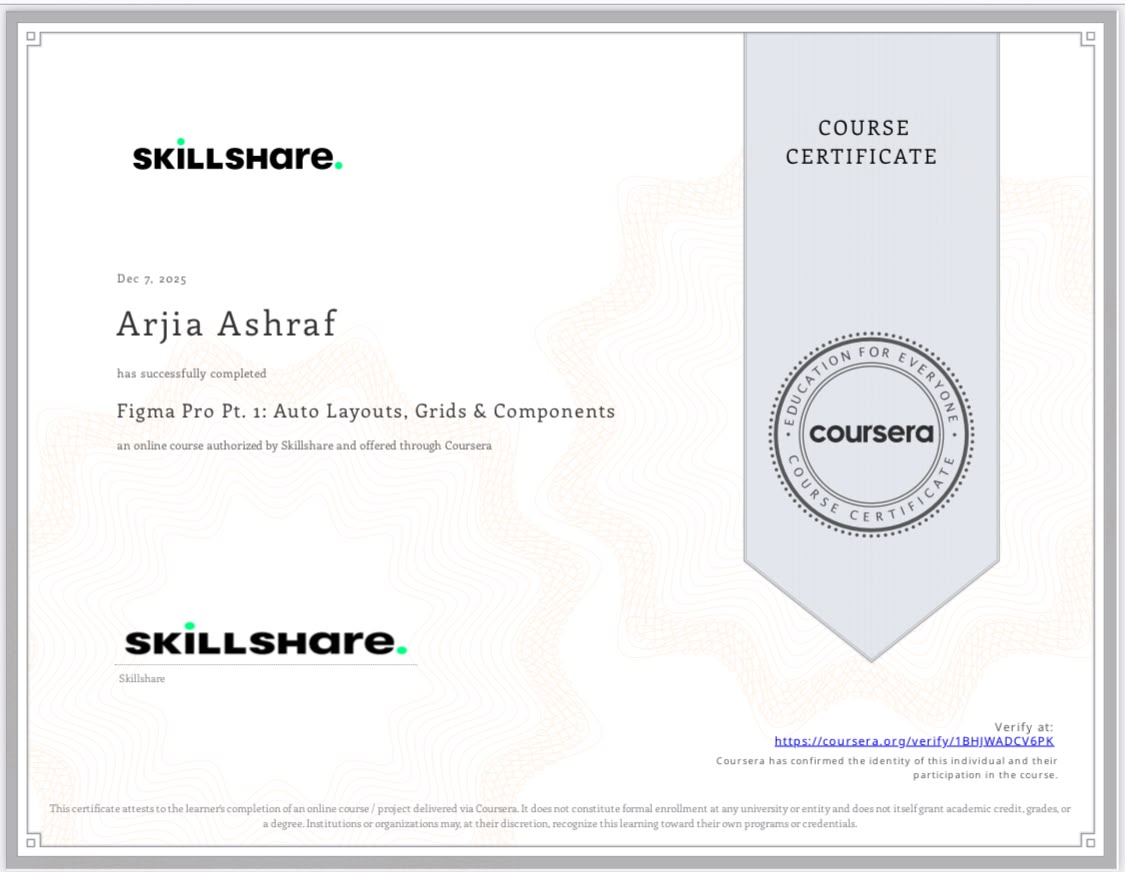 SKILLSHARE.
COURSE
CERTIFICATE
Dec 7, 2025
Arjia Ashraf
has successfully completed
Figma Pro Pt. 1: Auto Layouts, Grids & Components
an online course authorized by Skillshare and offered through Coursera
EDUCATION FOR EVERYONE
coursera
COURSE CERTIFICATE
SKILLSHARE.
Skillshare
Verify at:
https://coursera.org/verify/1BHJWADCV6PK
Coursera has confirmed the identity of this individual and their
participation in the course.
This certificate attests to the learner's completion of an online course / project delivered via Coursera. It does not constitute formal enrollment at any university or entity and does not itself grant academic credit, grades, or
a degree. Institutions or organizations may, at their discretion, recognize this learning toward their own programs or credentials.